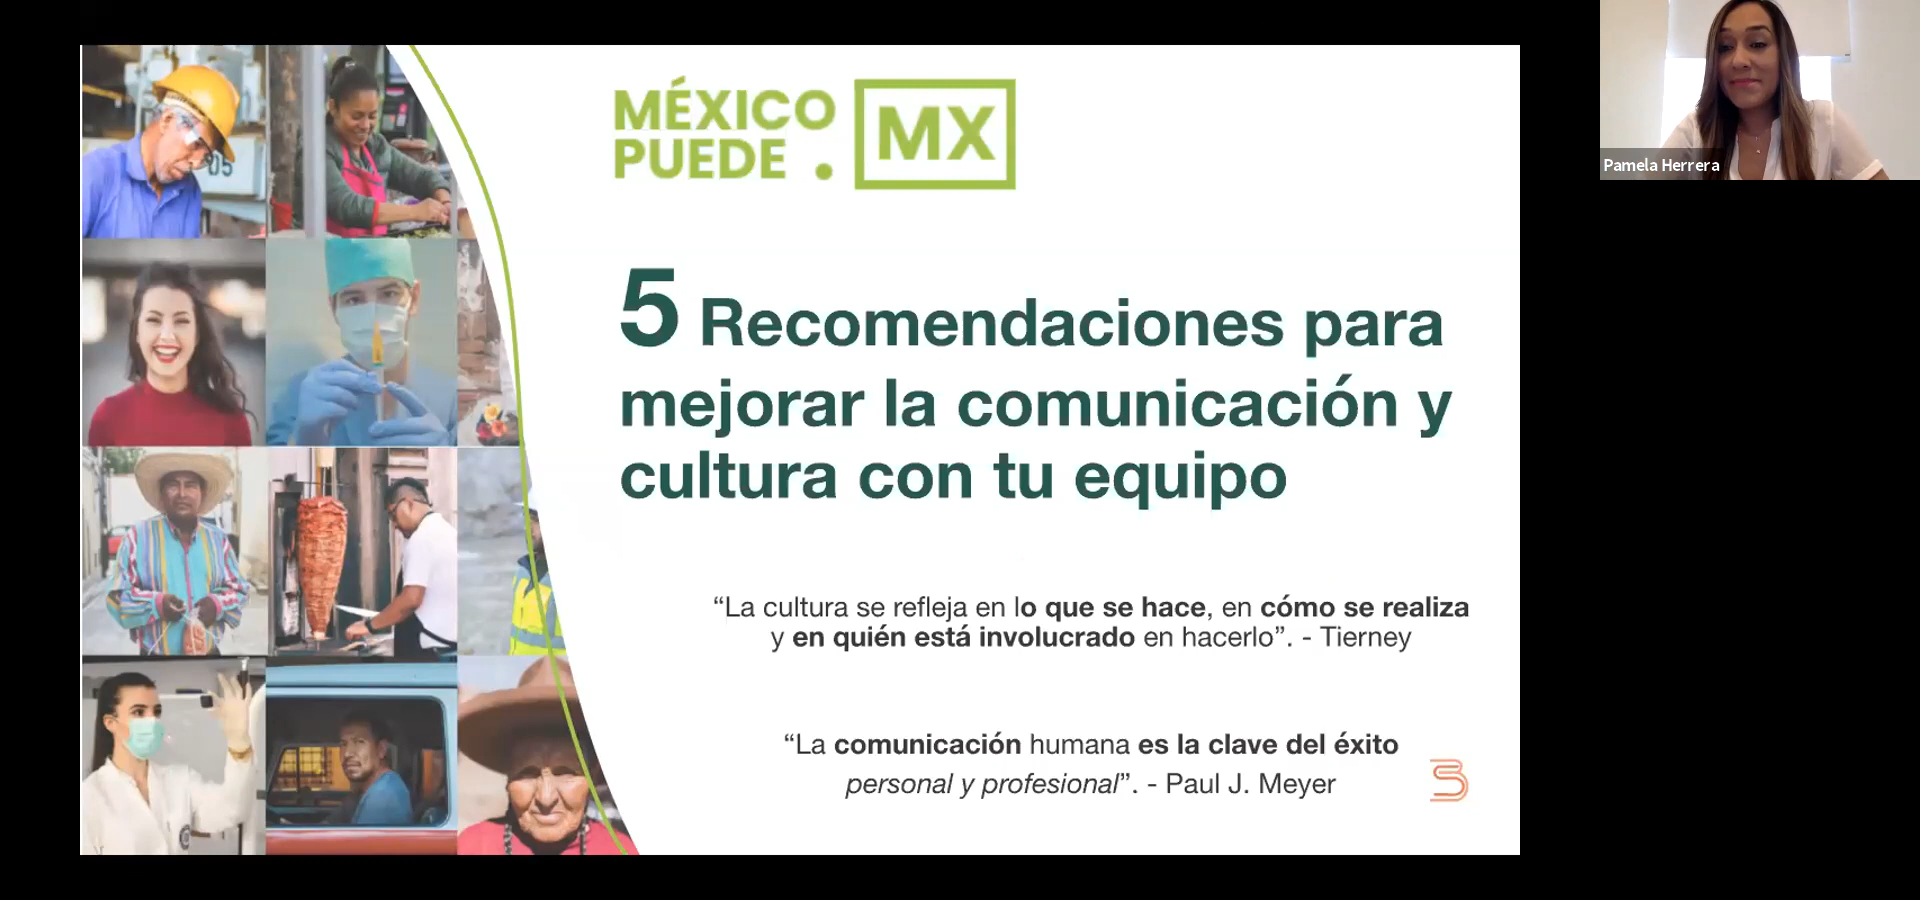 MÉXICO
PUEDE.
MX
Pamela Herrera
05
5 Recomendaciones para
mejorar la comunicación y
cultura con tu equipo
“La cultura se refleja en lo que se hace, en cómo se realiza
y en quién está involucrado en hacerlo”. - Tierney
“La comunicación humana es la clave del éxito
personal y profesional”. - Paul J. Meyer